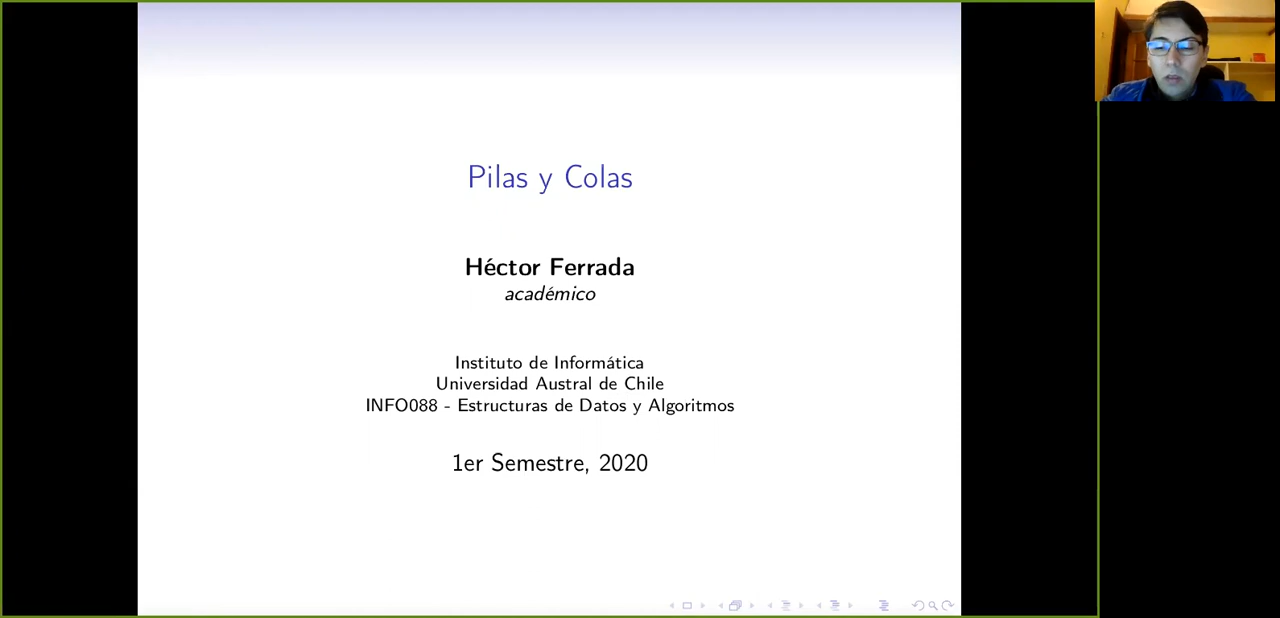 Pilas y Colas
Héctor Ferrada
académico
Instituto de Informática
Universidad Austral de Chile
INFO088 - Estructuras de Datos y Algoritmos
1er Semestre, 2020